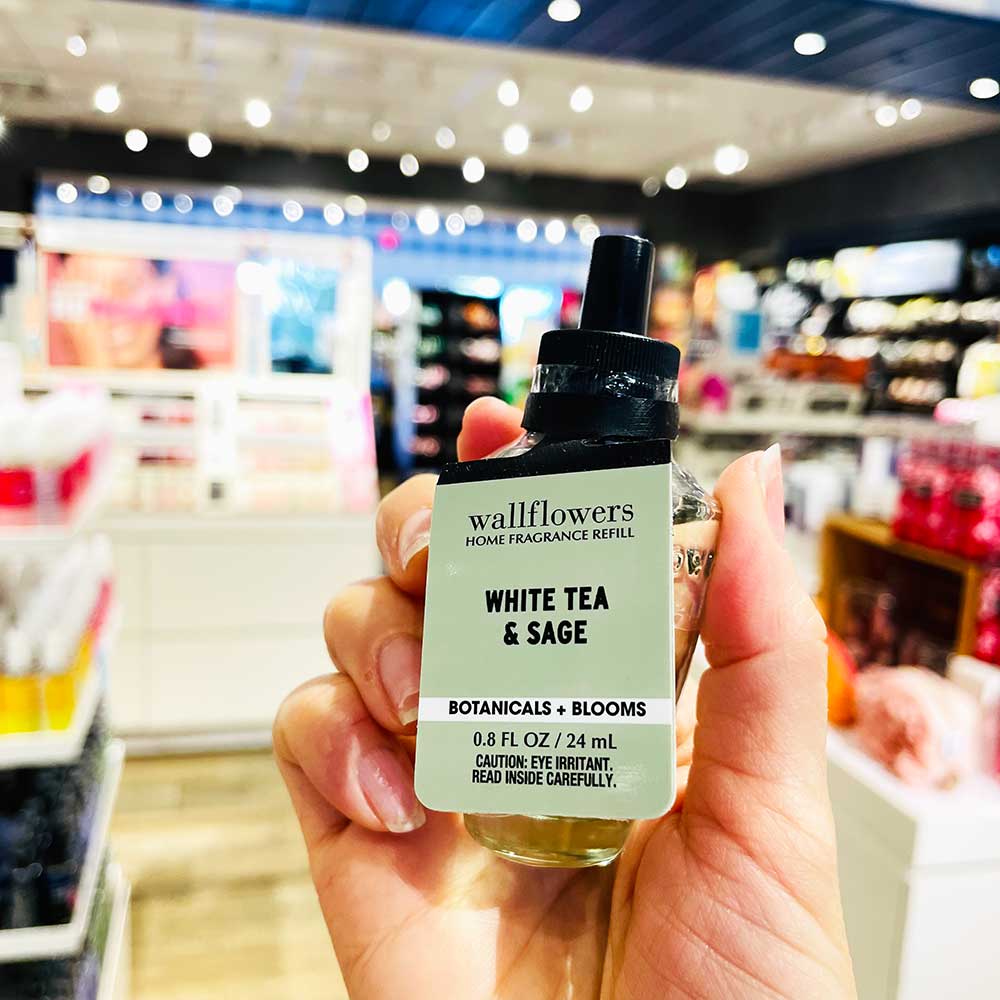 wallflowers
HOME FRAGRANCE REFILL
WHITE TEA
& SAGE
BOTANICALS + BLOOMS
0.8 FL OZ / 24 mL
CAUTION: EYE IRRITANT.
READ INSIDE CAREFULLY.